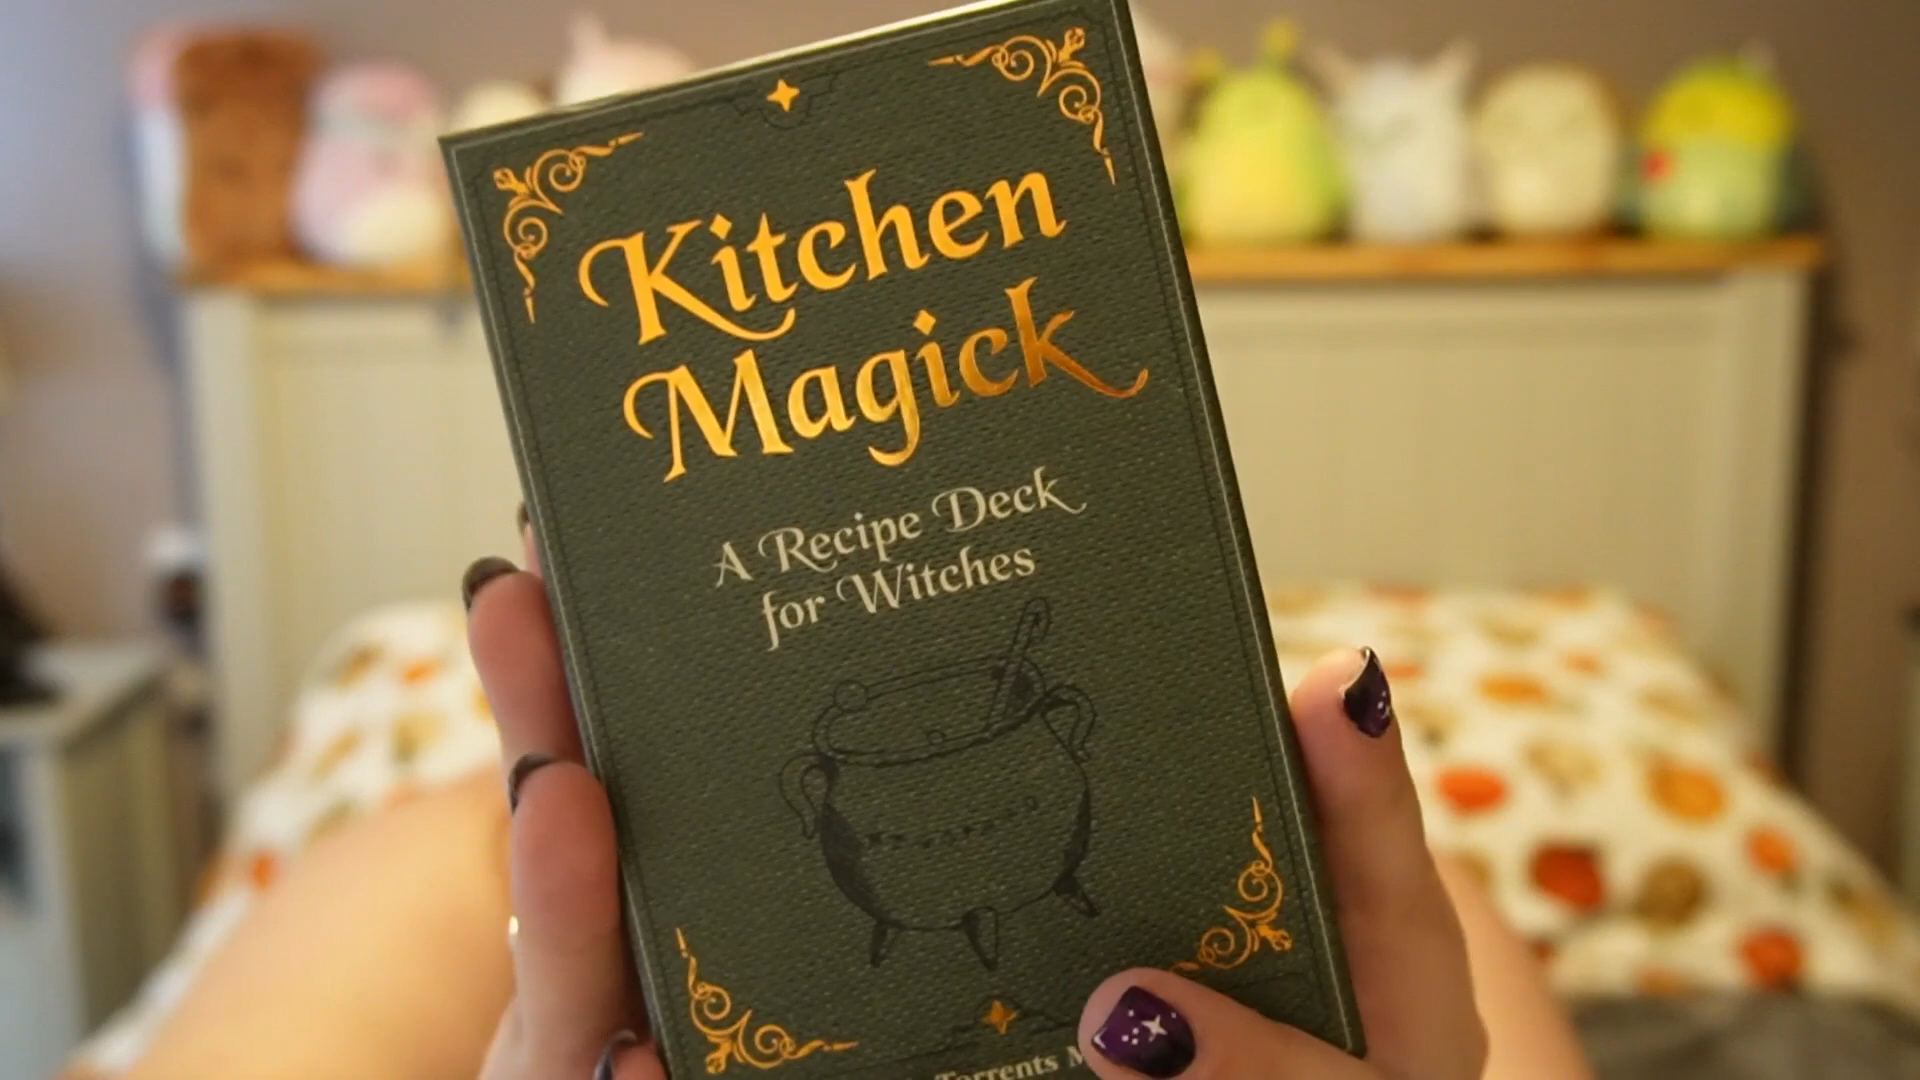 Kitchen
Magick
A Recipe Deck
for Witches
Torrents